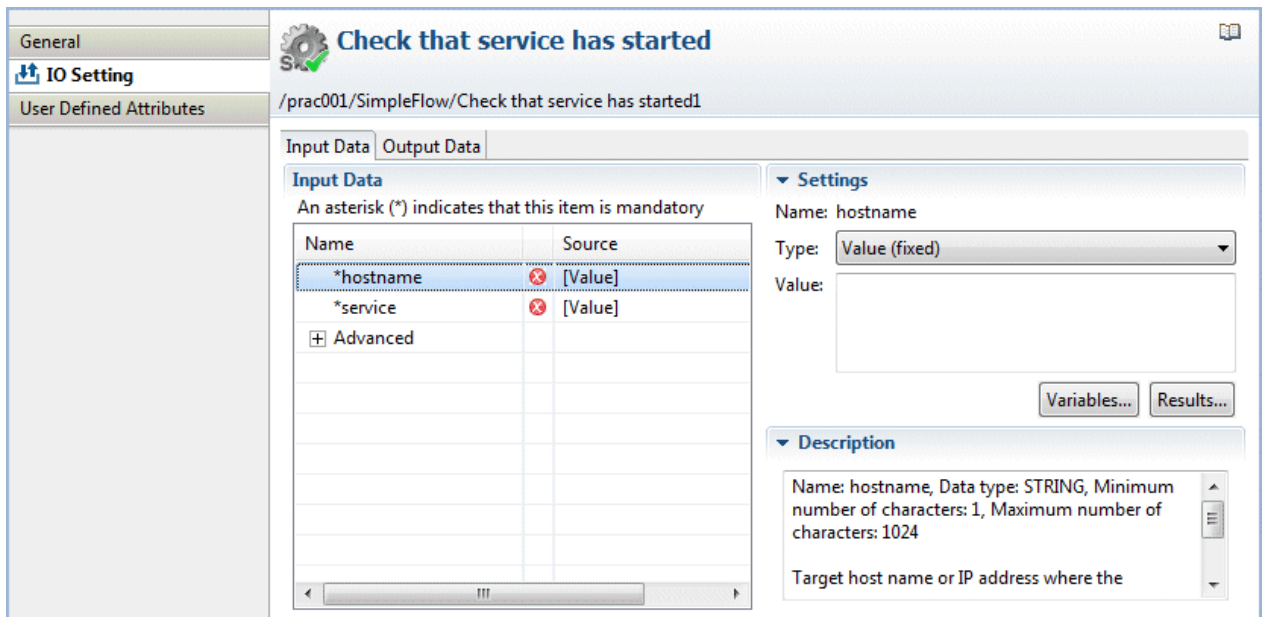 General
IO Setting
User Defined Attributes
Check that service has started
/prac001/SimpleFlow/Check that service has started1
Input Data
Output Data
Input Data
An asterisk (*) indicates that this item is mandatory
Name
Source
*hostname
[Value]
*service
[Value]
Advanced
Settings
Name: hostname
Type: Value (fixed)
Value:
Variables...
Results...
Description
Name: hostname, Data type: STRING, Minimum
number of characters: 1, Maximum number of
characters: 1024
Target host name or IP address where the